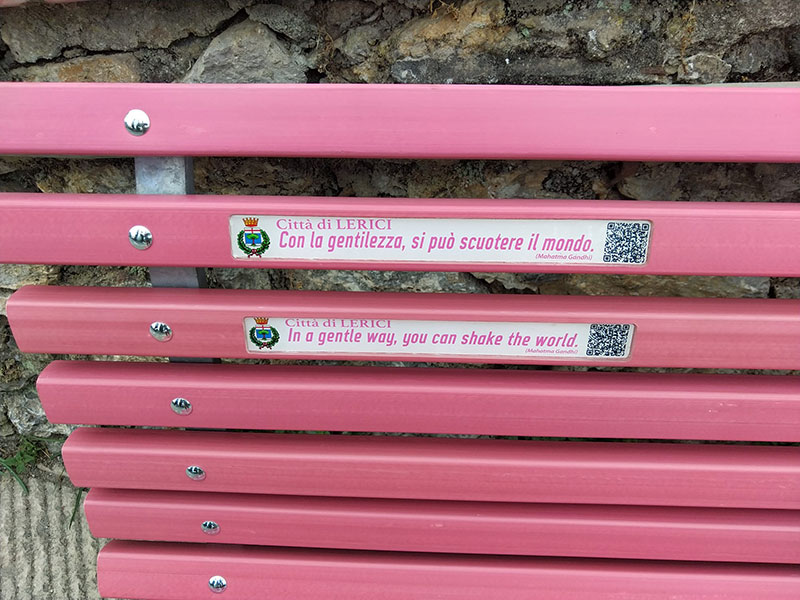 Città di LERICI
Con la gentilezza, si può scuotere il mondo.
(Mahatma Gandhi)
Città di LERICI
In a gentle way, you can shake the world.
(Mahatma Gandhi)